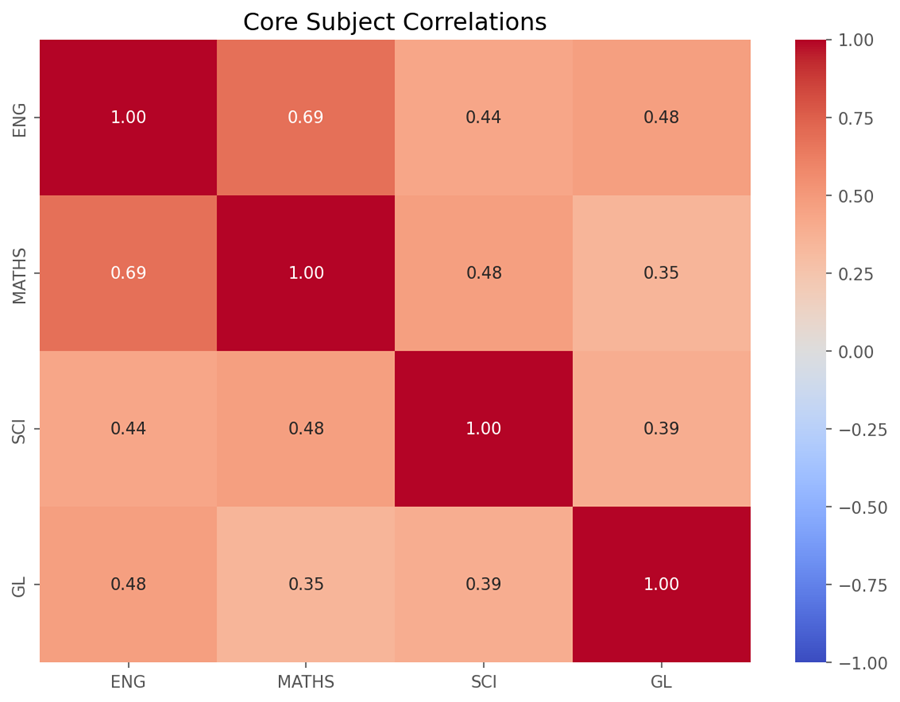 Core Subject Correlations
ENG 1.00 0.69 0.44 0.48
MATHS 0.69 1.00 0.48 0.35
SCI 0.44 0.48 1.00 0.39
GL 0.48 0.35 0.39 1.00
ENG MATHS SCI GL
1.00
0.75
0.50
0.25
0.00
−0.25
−0.50
−0.75
−1.00